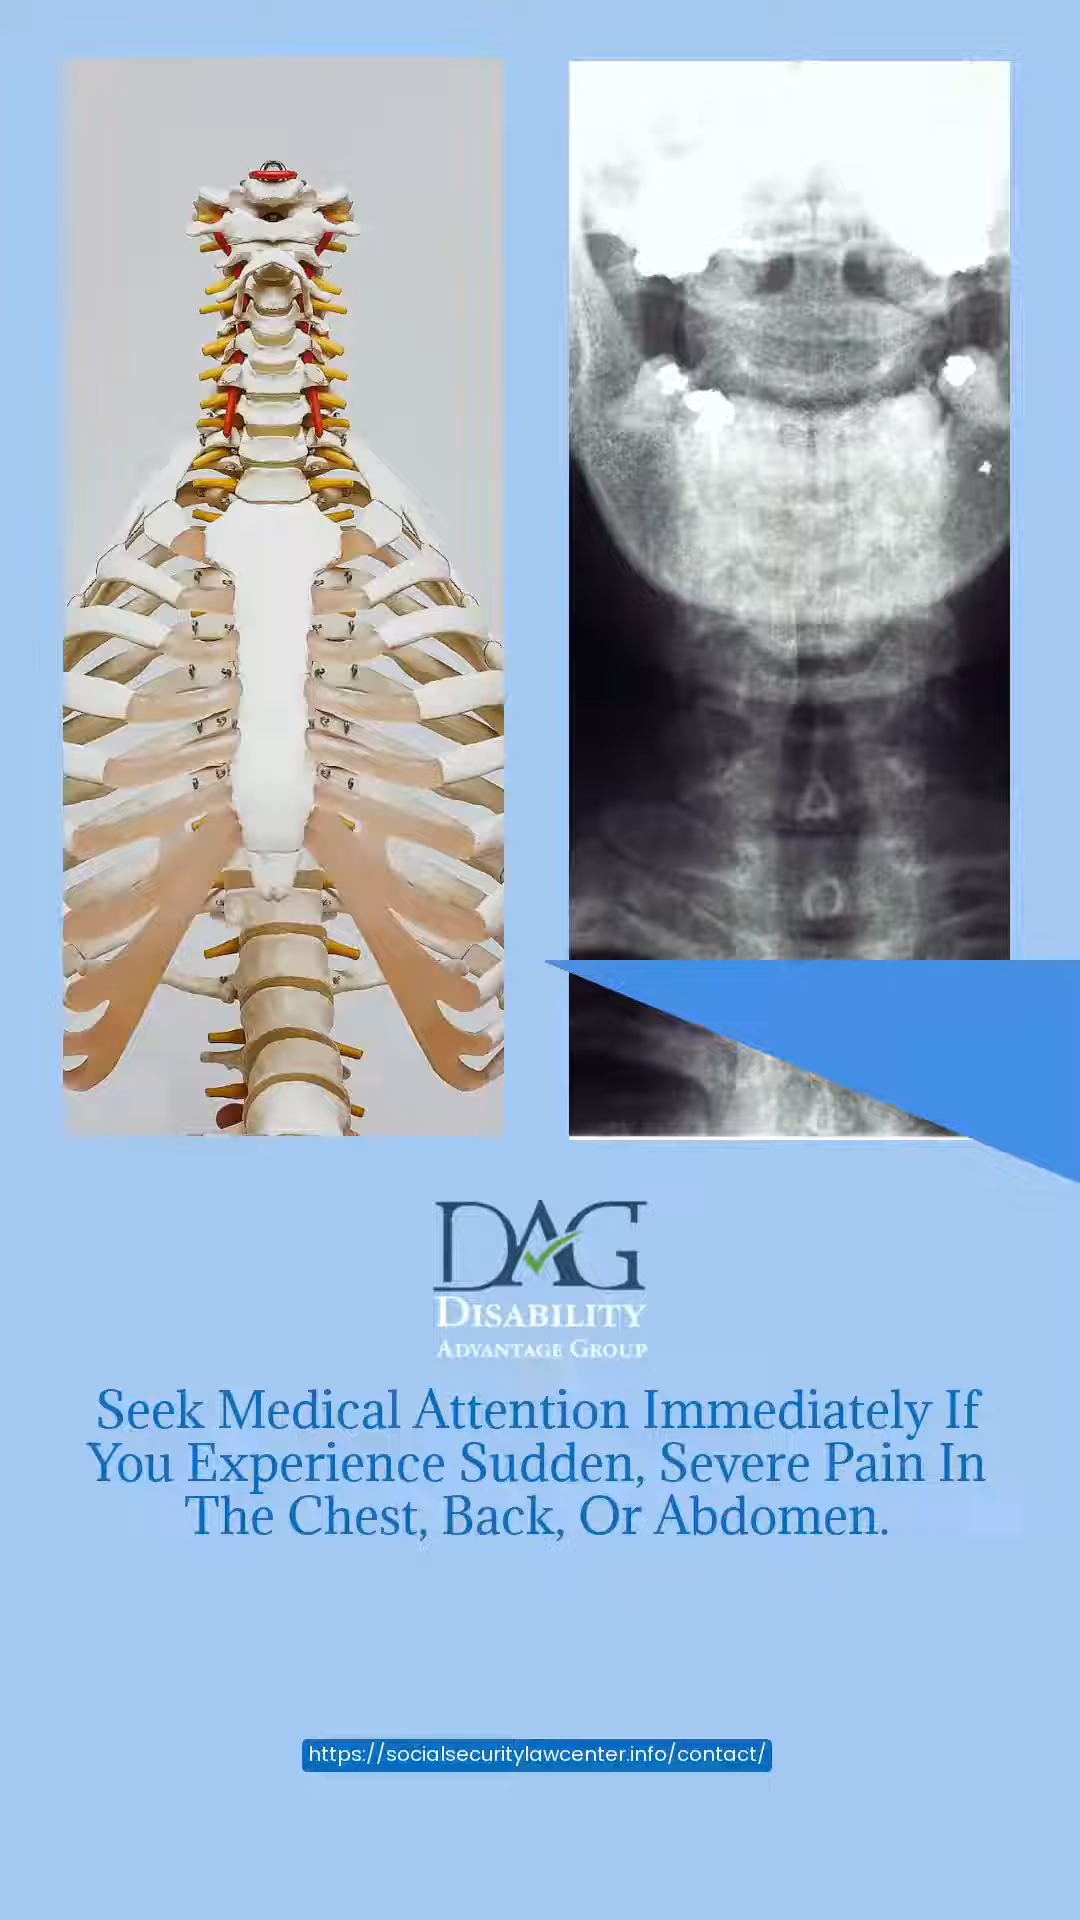 DAG
DISABILITY
ADVANTAGE GROUP
Seek Medical Attention Immediately If
You Experience Sudden, Severe Pain In
The Chest, Back, Or Abdomen.
https://socialsecuritylawcenter.info/contact/